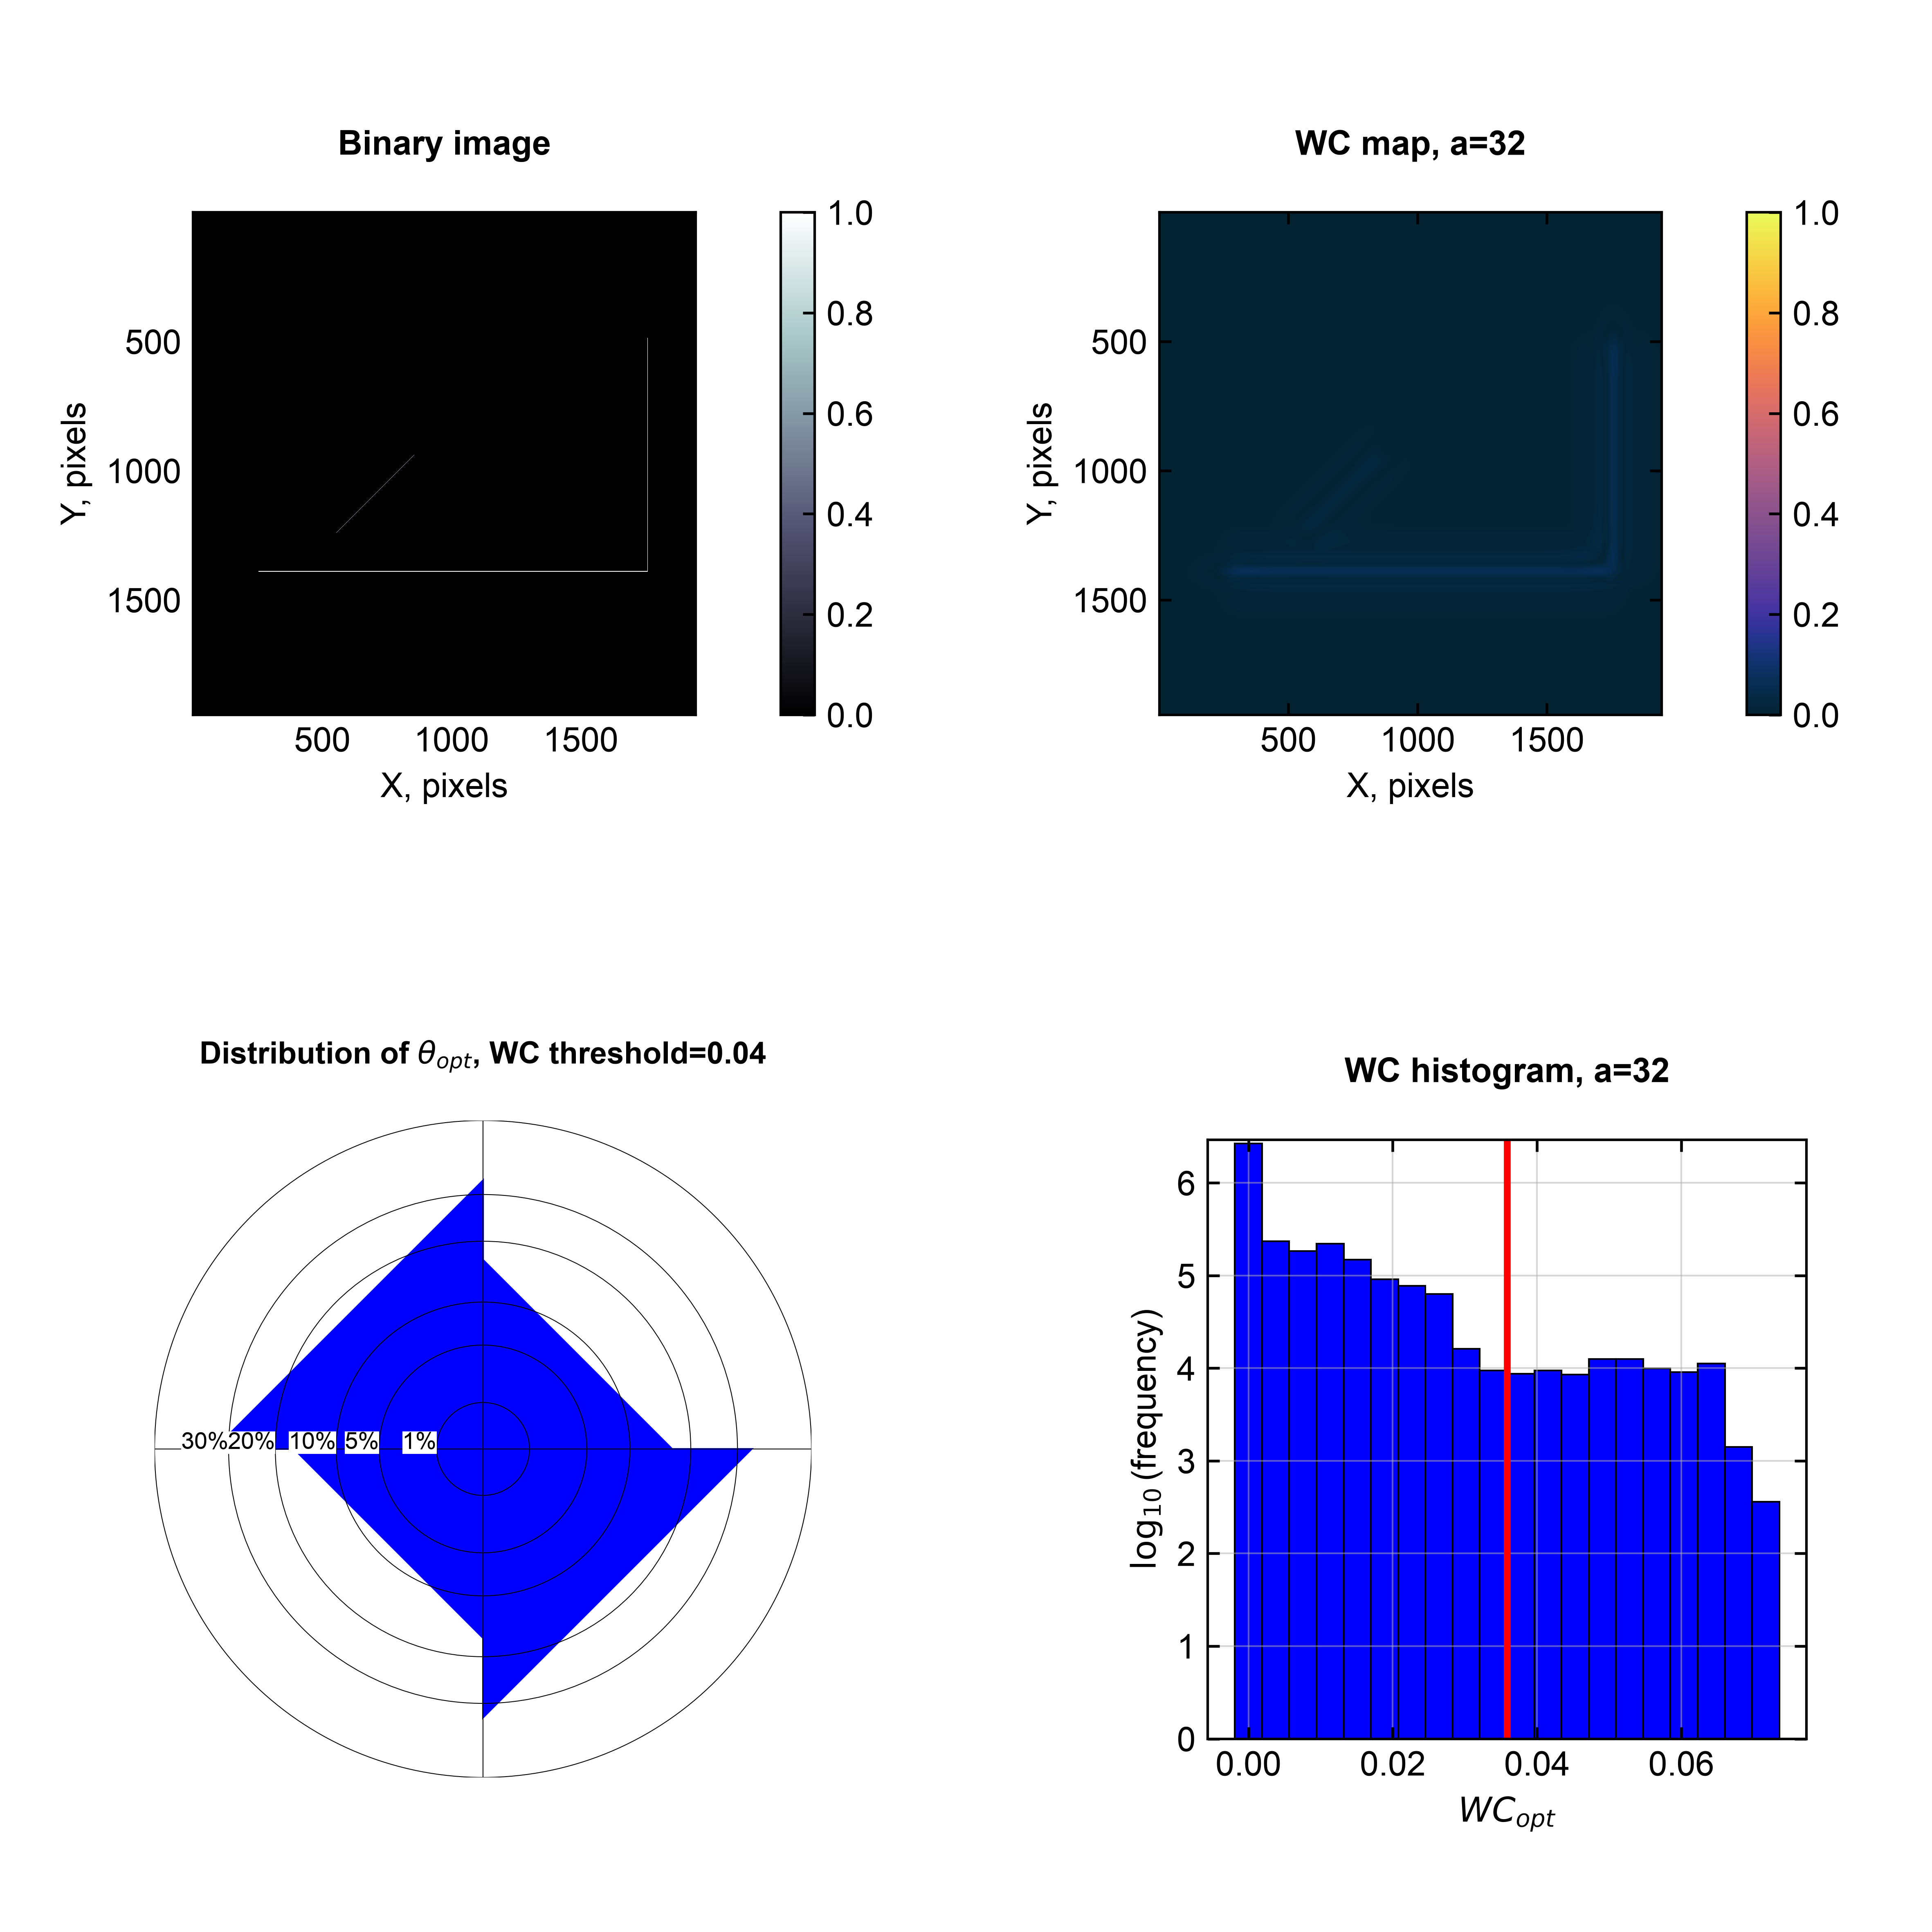 Binary image
1.0
0.8
0.6
0.4
0.2
0.0
500
1000
1500
Y, pixels
500 1000 1500
X, pixels
WC map, a=32
1.0
0.8
0.6
0.4
0.2
0.0
500
1000
1500
Y, pixels
500 1000 1500
X, pixels
Distribution of θopt, WC threshold=0.04
30% 20% 10% 5% 1%
WC histogram, a=32
6
5
4
3
2
1
0
log10 (frequency)
0.00 0.02 0.04 0.06
WCopt